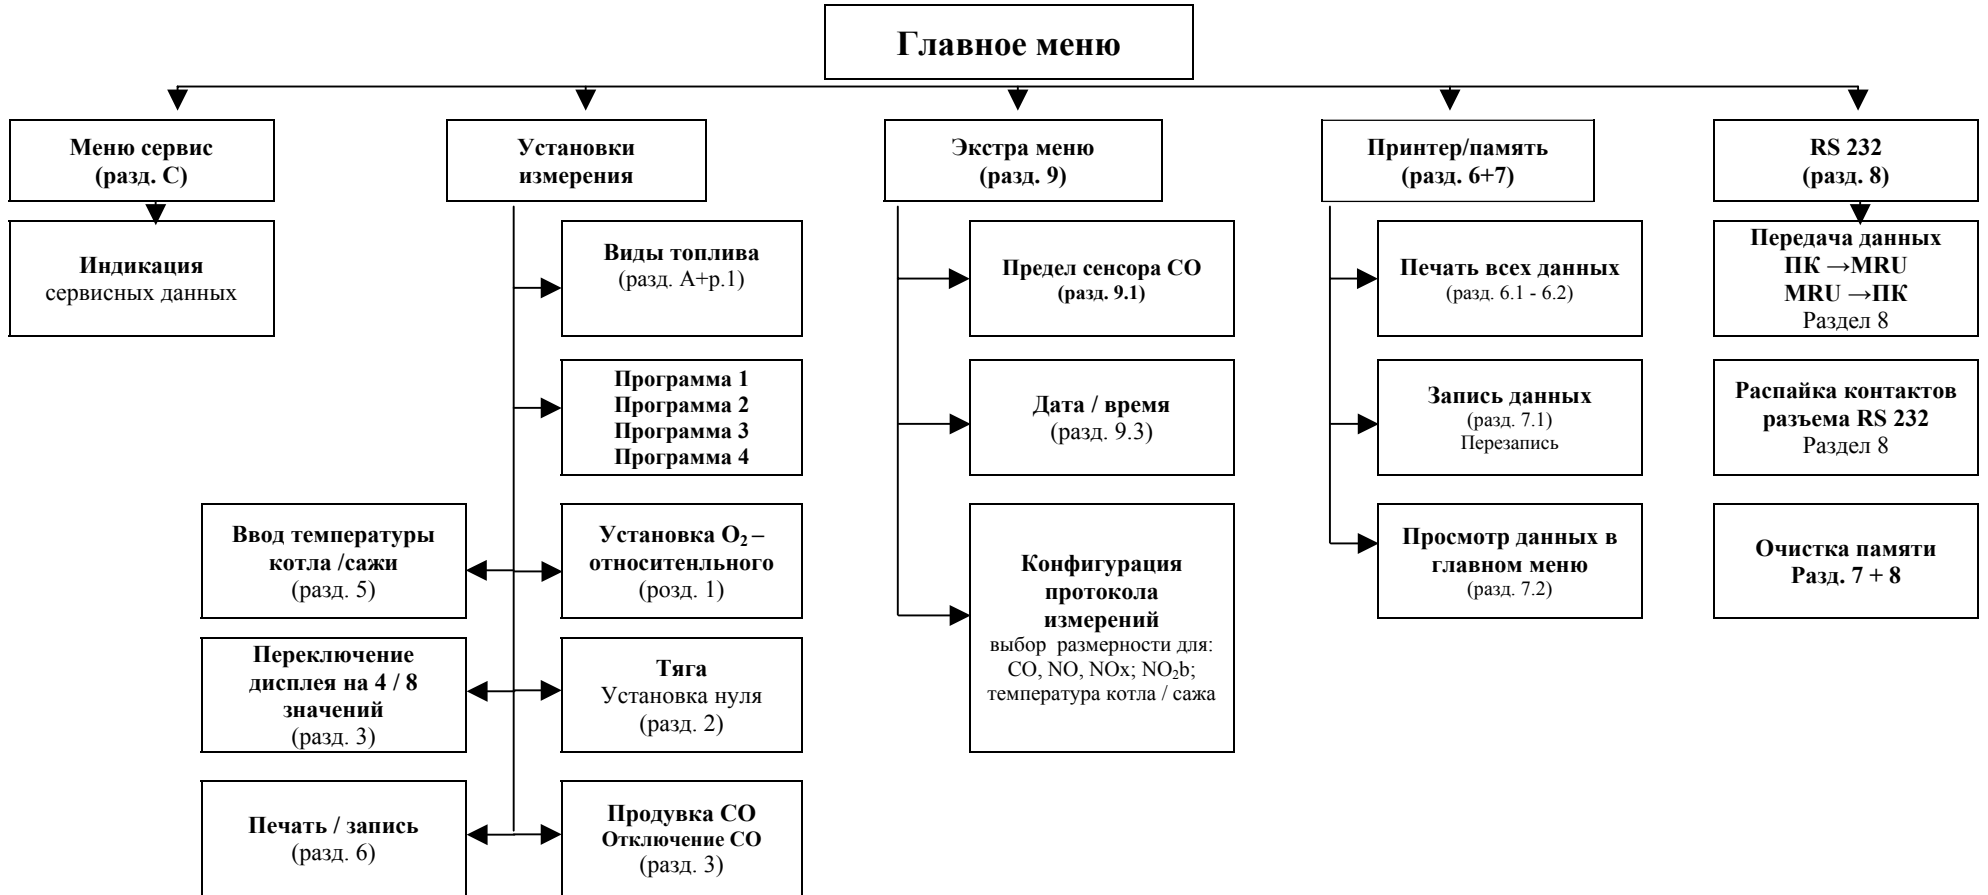 Главное меню
Меню сервис
(разд. С)
Индикация
сервисных данных
Установки
измерения
Виды топлива
(разд. А+р.1)
Программа 1
Программа 2
Программа 3
Программа 4
Ввод температуры
котла /сажи
(разд. 5)
Установка O₂ –
относитенльного
(розд. 1)
Переключение
дисплея на 4 / 8
значений
(разд. 3)
Тяга
Установка нуля
(разд. 2)
Печать / запись
(разд. 6)
Продувка СО
Отключение СО
(разд. 3)
Экстра меню
(разд. 9)
Предел сенсора СО
(разд. 9.1)
Дата / время
(разд. 9.3)
Конфигурация
протокола
измерений
выбор размерности для:
CO, NO, NOx; NO₂b;
температура котла / сажа
Принтер/память
(разд. 6+7)
Печать всех данных
(разд. 6.1 - 6.2)
Запись данных
(разд. 7.1)
Перезапись
Просмотр данных в
главном меню
(разд. 7.2)
RS 232
(разд. 8)
Передача данных
ПК →MRU
MRU →ПК
Раздел 8
Распайка контактов
разъема RS 232
Раздел 8
Очистка памяти
Разд. 7 + 8